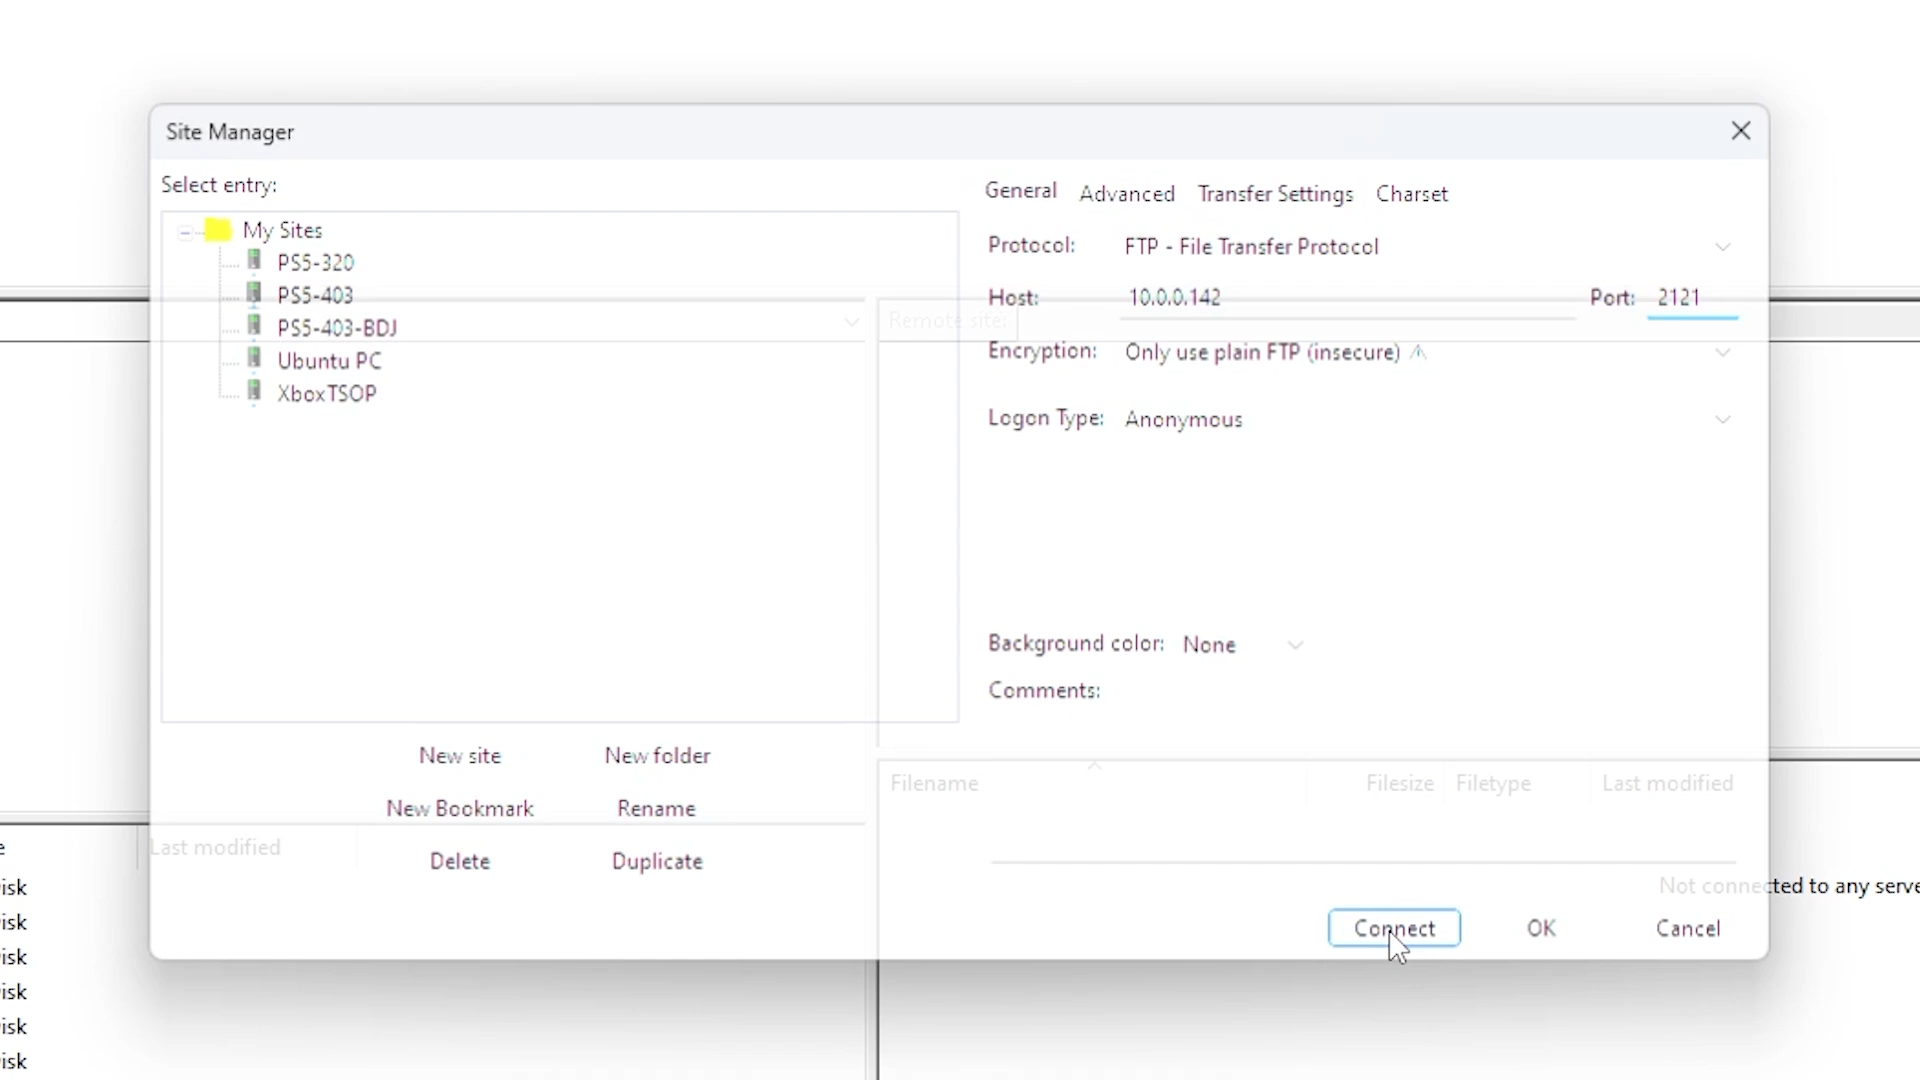 Site Manager
Select entry:
My Sites
PS5-320
PS5-403
PS5-403-BDJ
Ubuntu PC
XboxTSOP
New site New folder
New Bookmark Rename
Delete Duplicate
General Advanced Transfer Settings Charset
Protocol: FTP - File Transfer Protocol
Host: 10.0.0.142 Port: 2121
Remote site:
Encryption: Only use plain FTP (insecure)
Logon Type: Anonymous
Background color: None
Comments:
Filename Filesize Filetype Last modified
Connect OK Cancel
Last modified
Not connected to any serve
isk
isk
isk
isk
isk
isk